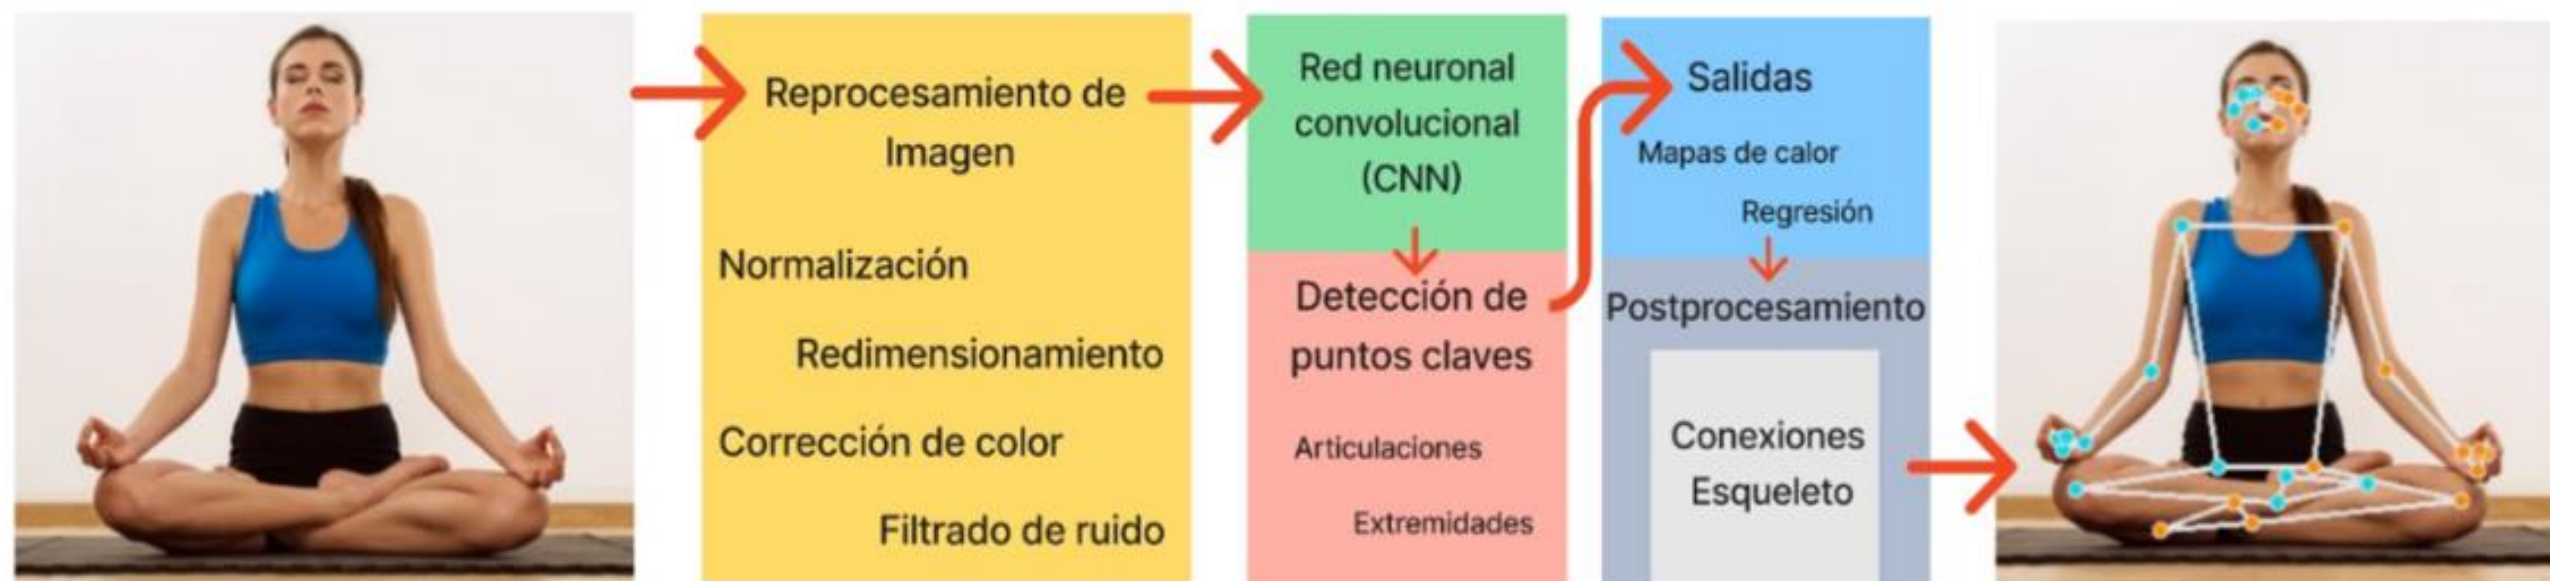 Reprocesamiento de
Imagen
Normalización
Redimensionamiento
Corrección de color
Filtrado de ruido
Red neuronal
convolucional
(CNN)
Detección de
puntos claves
Articulaciones
Extremidades
Salidas
Mapas de calor
Regresión
Postprocesamiento
Conexiones
Esqueleto